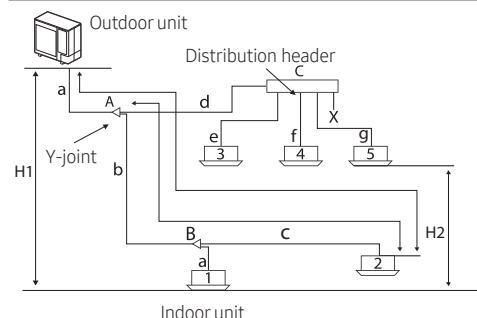 Outdoor unit
Distribution header
C
a
A
d
X
e
f
g
Y-joint
3
4
5
H1
b
H2
B
c
2
a
1
Indoor unit